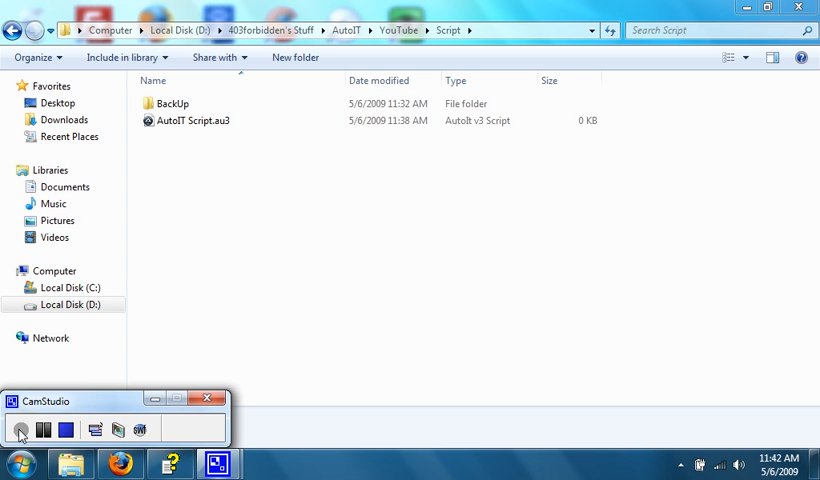 Computer Local Disk (D:) 403forbidden's Stuff AutoIT YouTube Script Search Script
Organize Include in library Share with New folder
Name Date modified Type Size
Favorites
Desktop
Downloads
Recent Places
Libraries
Documents
Music
Pictures
Videos
Computer
Local Disk (C:)
Local Disk (D:)
Network
BackUp 5/6/2009 11:32 AM File folder
AutoIT Script.au3 5/6/2009 11:38 AM AutoIt v3 Script 0 KB
CamStudio
SWF
11:42 AM
5/6/2009